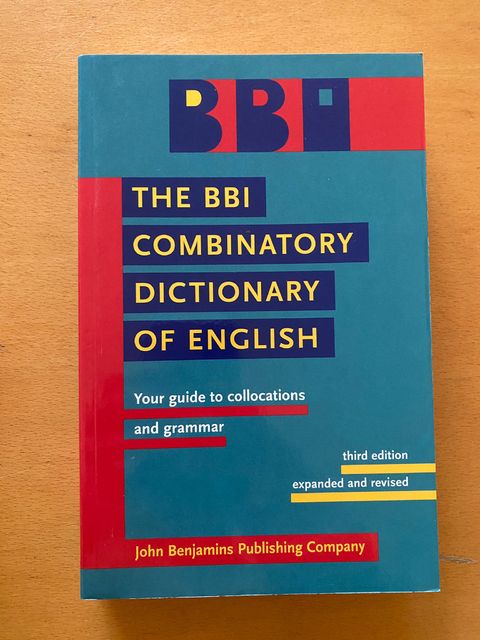 BBI
THE BBI
COMBINATORY
DICTIONARY
OF ENGLISH
Your guide to collocations
and grammar
third edition
expanded and revised
John Benjamins Publishing Company